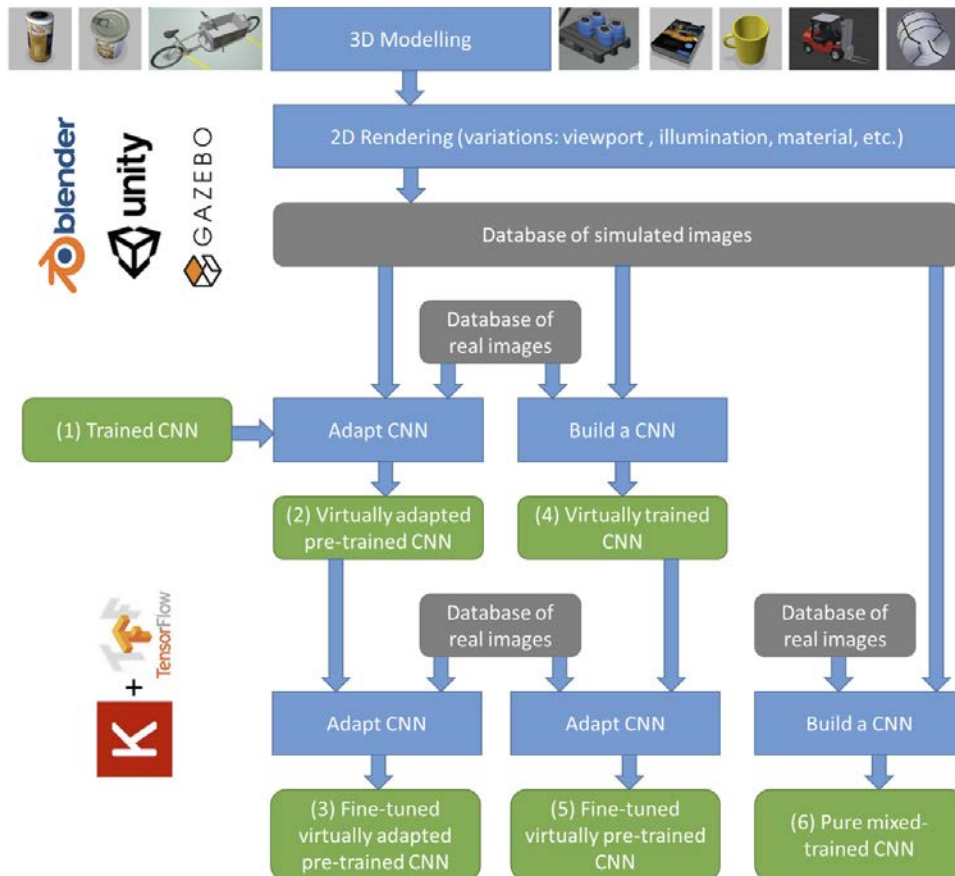 3D Modelling
2D Rendering (variations: viewport , illumination, material, etc.)
blender
unity
GAZEBO
Database of simulated images
Database of
real images
(1) Trained CNN
Adapt CNN
Build a CNN
(2) Virtually adapted
pre-trained CNN
(4) Virtually trained
CNN
TensorFlow
K
+
Database of
real images
Database of
real images
Adapt CNN
Adapt CNN
Build a CNN
(3) Fine-tuned
virtually adapted
pre-trained CNN
(5) Fine-tuned
virtually pre-trained
CNN
(6) Pure mixed-
trained CNN